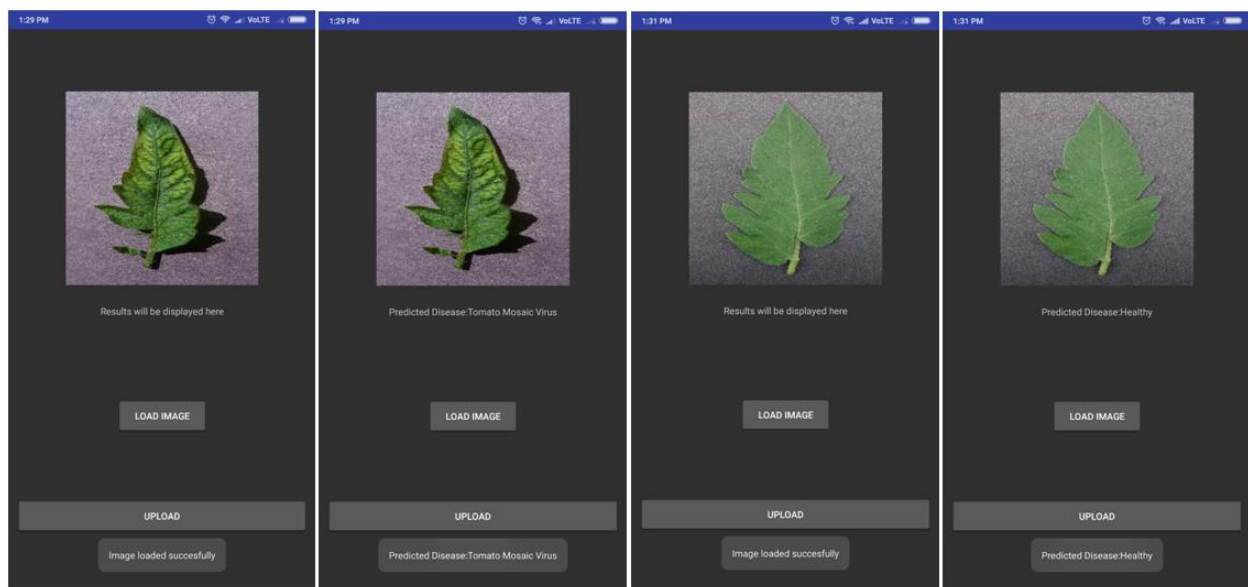 1:29 PM
VoLTE
Results will be displayed here
LOAD IMAGE
UPLOAD
Image loaded succesfully
1:29 PM
VoLTE
Predicted Disease:Tomato Mosaic Virus
LOAD IMAGE
UPLOAD
Predicted Disease:Tomato Mosaic Virus
1:31 PM
VoLTE
Results will be displayed here
LOAD IMAGE
UPLOAD
Image loaded succesfully
1:31 PM
VoLTE
Predicted Disease:Healthy
LOAD IMAGE
UPLOAD
Predicted Disease:Healthy